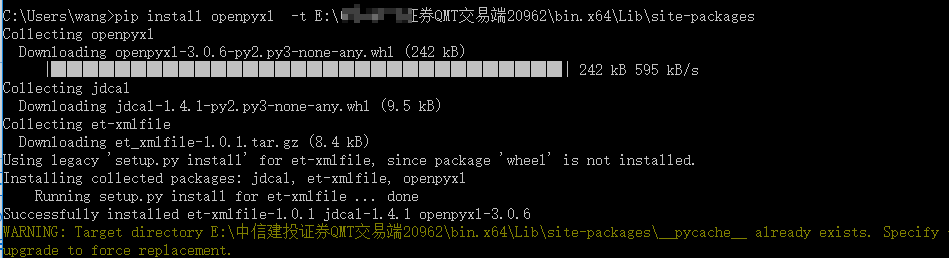 C:\Users\wang>pip install openpyxl  -t E:\证券QMT交易端20962\bin.x64\Lib\site-packages
Collecting openpyxl
  Downloading openpyxl-3.0.6-py2.py3-none-any.whl (242 kB)
     |████████████████████████████████| 242 kB 595 kB/s
Collecting jdcal
  Downloading jdcal-1.4.1-py2.py3-none-any.whl (9.5 kB)
Collecting et-xmlfile
  Downloading et_xmlfile-1.0.1.tar.gz (8.4 kB)
Using legacy 'setup.py install' for et-xmlfile, since package 'wheel' is not installed.
Installing collected packages: jdcal, et-xmlfile, openpyxl
    Running setup.py install for et-xmlfile ... done
Successfully installed et-xmlfile-1.0.1 jdcal-1.4.1 openpyxl-3.0.6
WARNING: Target directory E:\中信建投证券QMT交易端20962\bin.x64\Lib\site-packages\__pycache__ already exists. Specify
upgrade to force replacement.